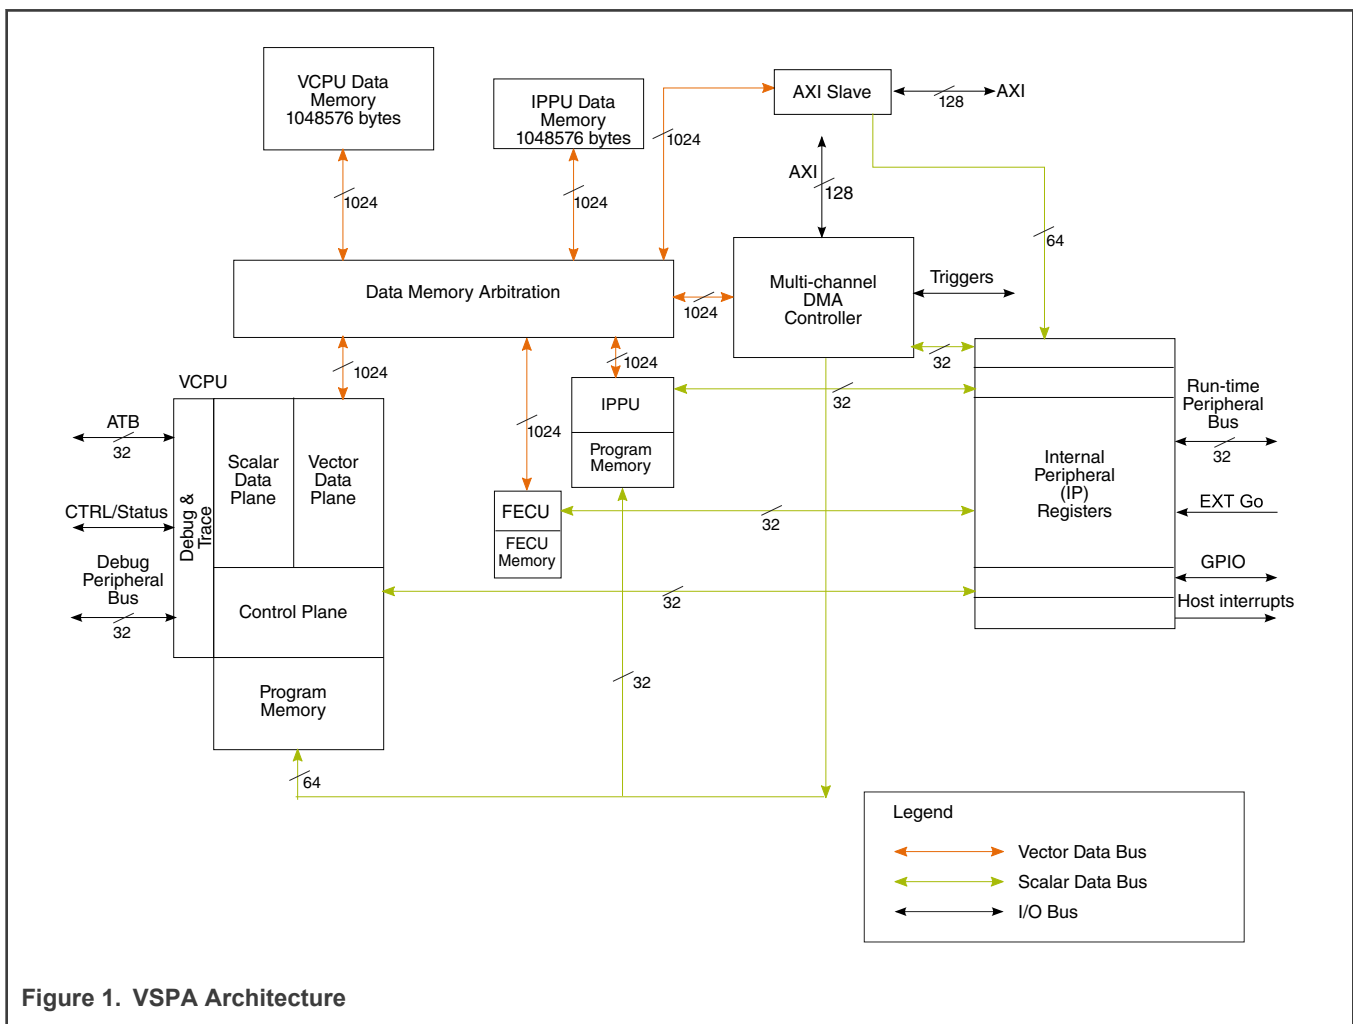 VCPU Data
Memory
1048576 bytes
IPPU Data
Memory
1048576 bytes
AXI Slave
128
AXI
1024
AXI
128
1024
1024
64
Data Memory Arbitration
1024
Multi-channel
DMA
Controller
Triggers
32
1024
1024
VCPU
ATB
32
CTRL/Status
Debug
Peripheral
Bus
32
Debug &
Trace
Scalar
Data
Plane
Vector
Data
Plane
Control Plane
Program
Memory
64
1024
IPPU
Program
Memory
32
FECU
FECU
Memory
32
32
32
Internal
Peripheral
(IP)
Registers
Run-time
Peripheral
Bus
32
EXT Go
GPIO
Host interrupts
Legend
Vector Data Bus
Scalar Data Bus
I/O Bus
Figure 1. VSPA Architecture